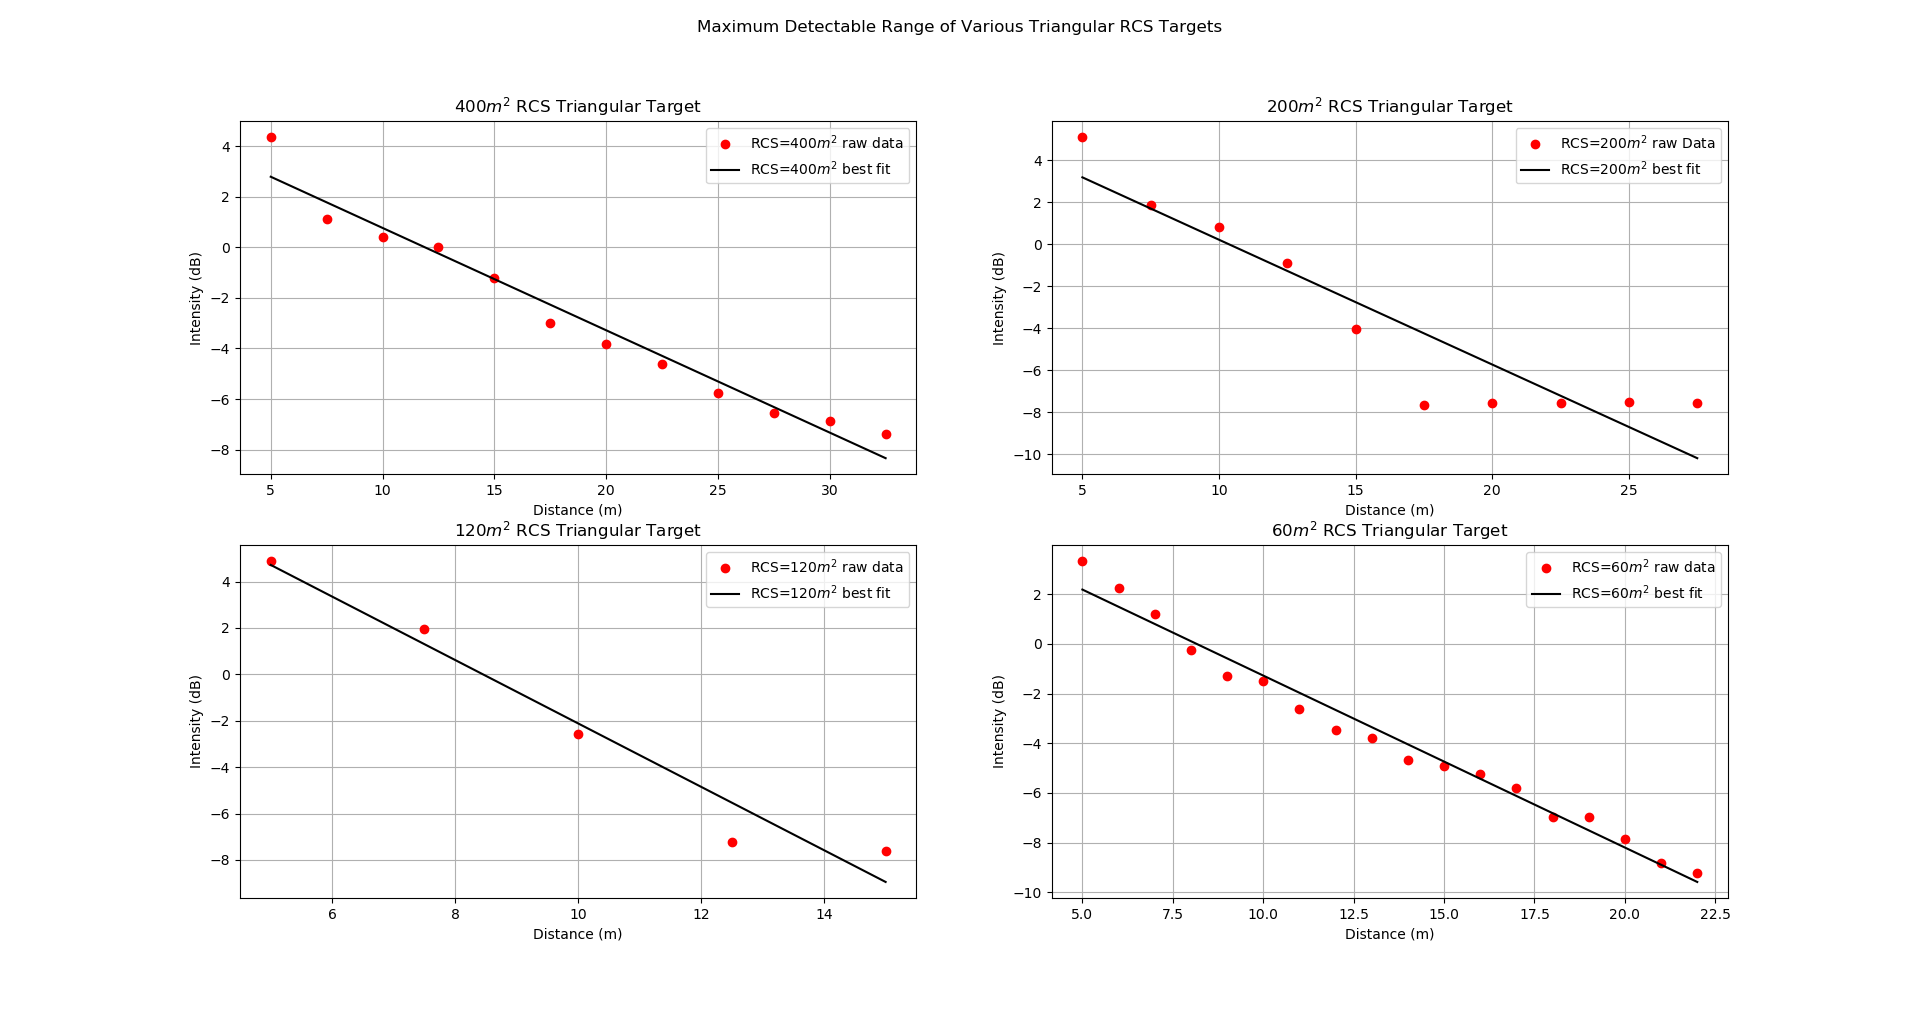 Maximum Detectable Range of Various Triangular RCS Targets
400m² RCS Triangular Target
RCS=400m² raw data
RCS=400m² best fit
4
2
0
−2
−4
−6
−8
Intensity (dB)
5 10 15 20 25 30
Distance (m)
200m² RCS Triangular Target
RCS=200m² raw Data
RCS=200m² best fit
4
2
0
−2
−4
−6
−8
−10
Intensity (dB)
5 10 15 20 25
Distance (m)
120m² RCS Triangular Target
RCS=120m² raw data
RCS=120m² best fit
4
2
0
−2
−4
−6
−8
Intensity (dB)
6 8 10 12 14
Distance (m)
60m² RCS Triangular Target
RCS=60m² raw data
RCS=60m² best fit
2
0
−2
−4
−6
−8
−10
Intensity (dB)
5.0 7.5 10.0 12.5 15.0 17.5 20.0 22.5
Distance (m)